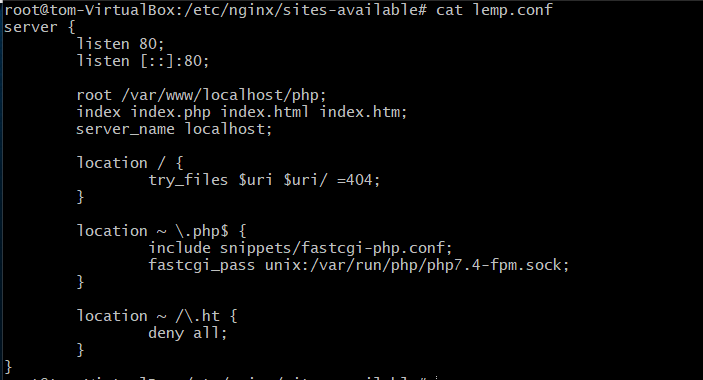 root@tom-VirtualBox:/etc/nginx/sites-available# cat lemp.conf
server {
        listen 80;
        listen [::]:80;

        root /var/www/localhost/php;
        index index.php index.html index.htm;
        server_name localhost;

        location / {
                try_files $uri $uri/ =404;
        }

        location ~ \.php$ {
                include snippets/fastcgi-php.conf;
                fastcgi_pass unix:/var/run/php/php7.4-fpm.sock;
        }

        location ~ /\.ht {
                deny all;
        }
}